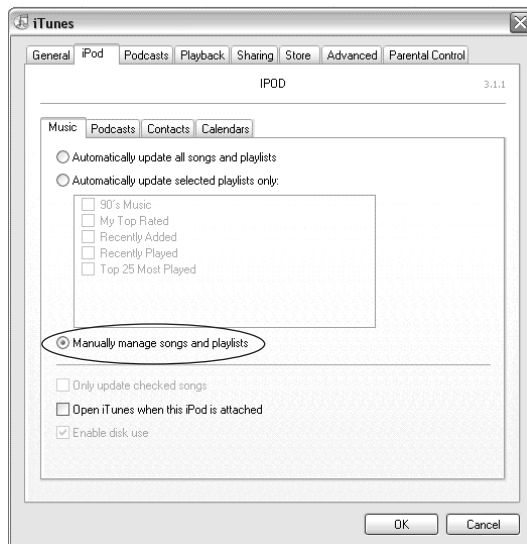 iTunes
General iPod Podcasts Playback Sharing Store Advanced Parental Control
IPOD 3.1.1
Music Podcasts Contacts Calendars
Automatically update all songs and playlists
Automatically update selected playlists only:
90's Music
My Top Rated
Recently Added
Recently Played
Top 25 Most Played
Manually manage songs and playlists
Only update checked songs
Open iTunes when this iPod is attached
Enable disk use
OK Cancel